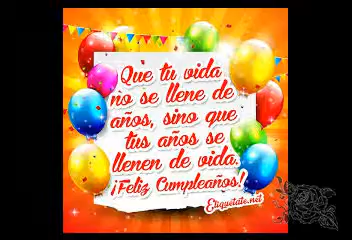 Que tu vida
no se llene de
años, sino que
tus años se
llenen de vida.
¡Feliz Cumpleaños!
Etiquetate.net